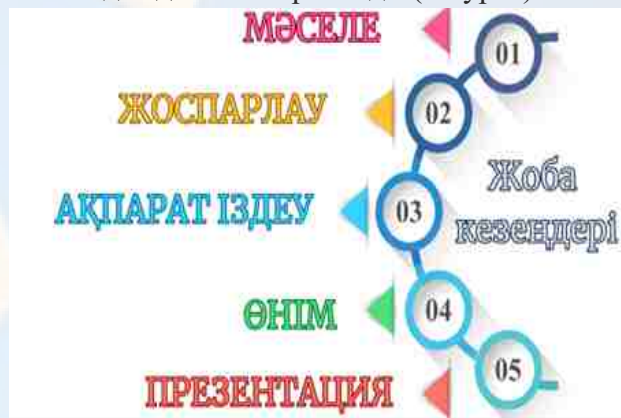 МӘСЕЛЕ
01
ЖОСПАРЛАУ
02
АҚПАРАТ ІЗДЕУ
03
Жоба
кезеңдері
ӨНІМ
04
ПРЕЗЕНТАЦИЯ
05